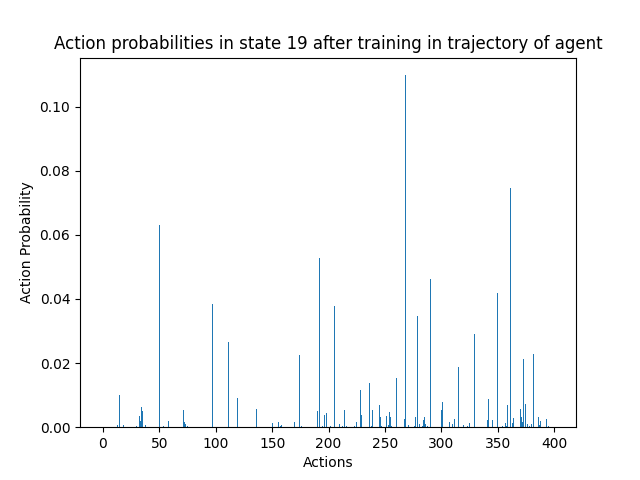 Action probabilities in state 19 after training in trajectory of agent
0.10
0.08
0.06
0.04
0.02
0.00
Action Probability
0 50 100 150 200 250 300 350 400
Actions